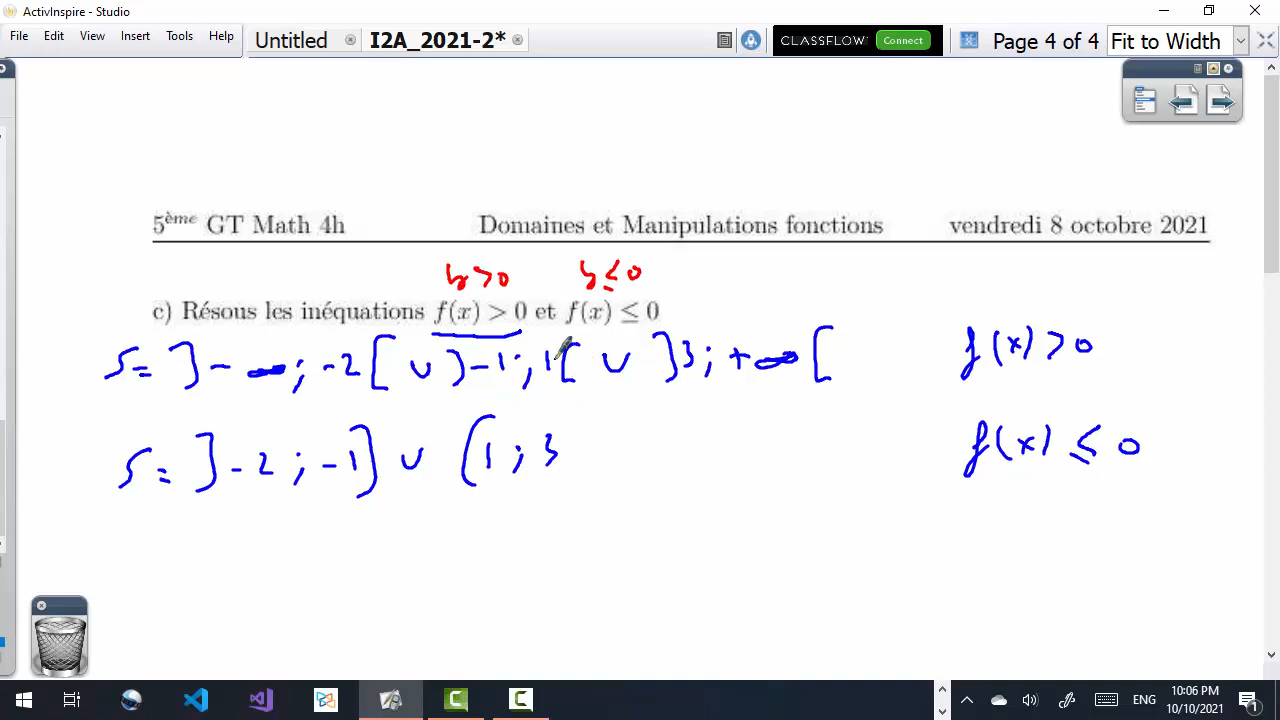 ActivInspire - Studio
File Edit View Insert Tools Help Untitled I2A_2021-2* CLASSFLOW Connect Page 4 of 4 Fit to Width
5ème GT Math 4h Domaines et Manipulations fonctions vendredi 8 octobre 2021
y > 0 y ≤ 0
c) Résous les inéquations f(x) > 0 et f(x) ≤ 0
S = ] -∞ ; -2 [ ∪ ] -1 ; 1 [ ∪ ] 3 ; +∞ [ f(x) > 0
S = ] -2 ; -1 ] ∪ [ 1 ; 3 f(x) ≤ 0
ENG 10:06 PM
10/10/2021 1